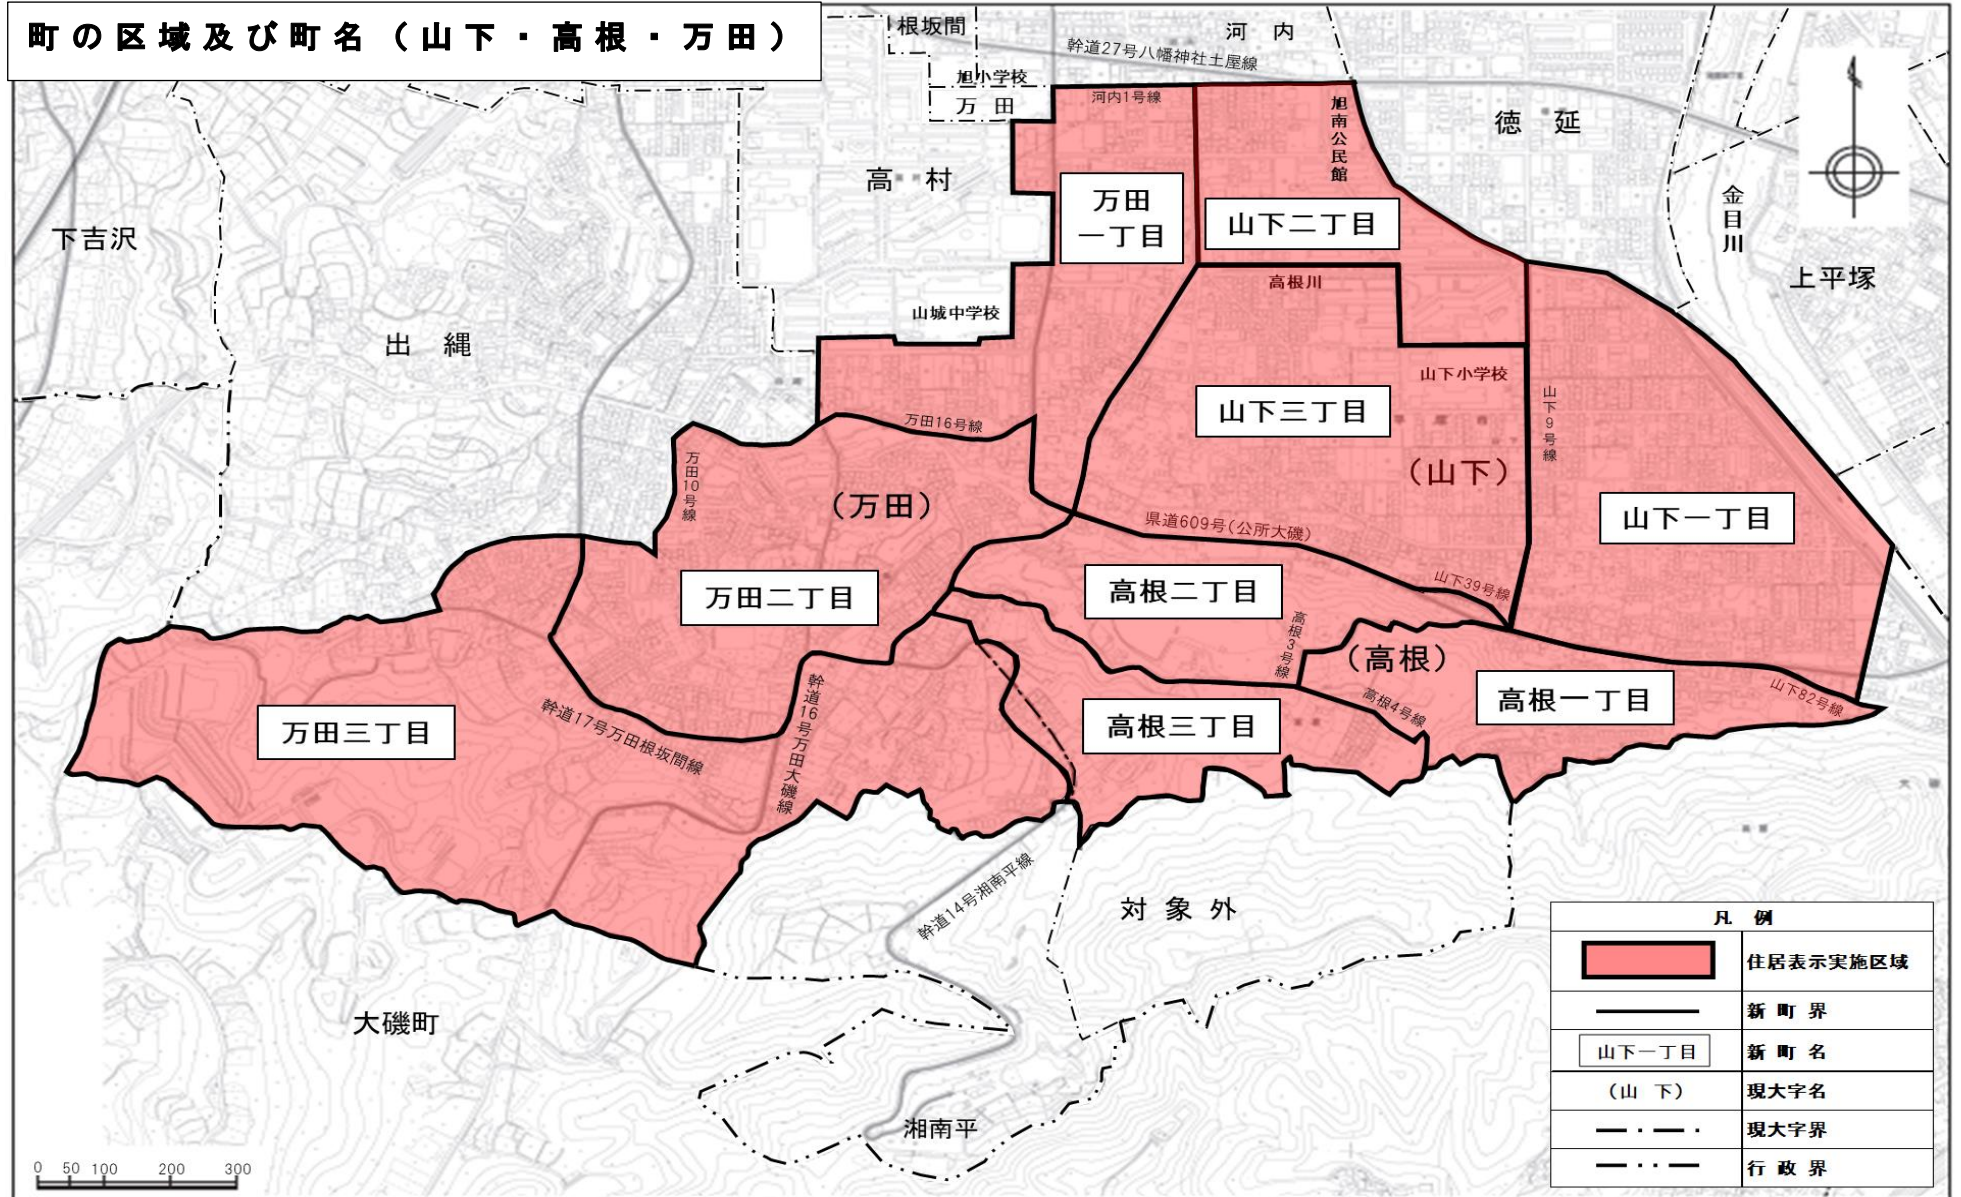 町の区域及び町名（山下・高根・万田）
根坂間
河内
幹道27号八幡神社土屋線
旭小学校
万田
河内1号線
旭南公民館
徳延
高村
金目川
下吉沢
万田
一丁目
山下二丁目
上平塚
高根川
山城中学校
出縄
山下小学校
山下9号線
山下三丁目
万田16号線
万田10号線
（山下）
（万田）
山下一丁目
県道609号（公所大磯）
高根二丁目
山下39号線
万田二丁目
高根3号線
（高根）
高根一丁目
山下82号線
高根4号線
高根三丁目
万田三丁目
幹道17号万田根坂間線
幹道16号万田大磯線
幹道14号湘南平線
対象外
大磯町
湘南平
凡例
住居表示実施区域
新町界
山下一丁目
新町名
（山下）
現大字名
現大字界
行政界
0 50 100 200 300